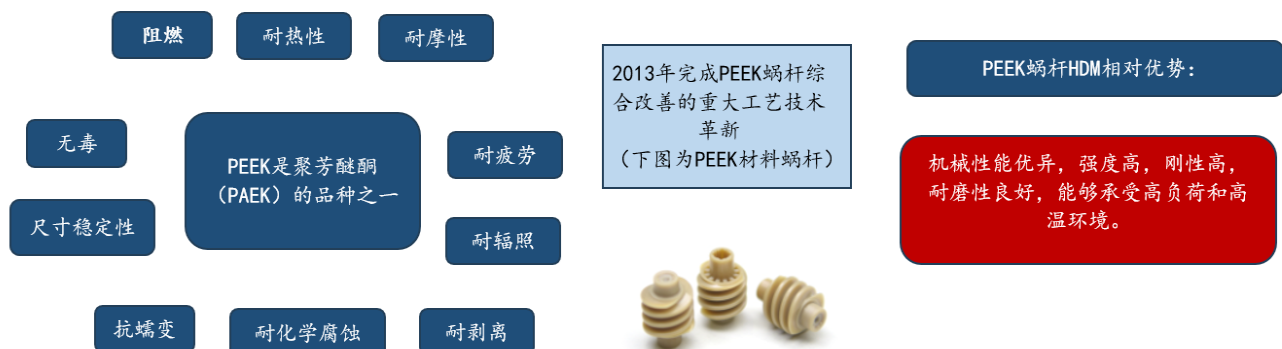 阻燃
耐热性
耐摩性
无毒
尺寸稳定性
PEEK是聚芳醚酮
（PAEK）的品种之一
耐疲劳
耐辐照
抗蠕变
耐化学腐蚀
耐剥离
2013年完成PEEK蜗杆综
合改善的重大工艺技术
革新
（下图为PEEK材料蜗杆）
PEEK蜗杆HDM相对优势：
机械性能优异，强度高，刚性高，
耐磨性良好，能够承受高负荷和高
温环境。